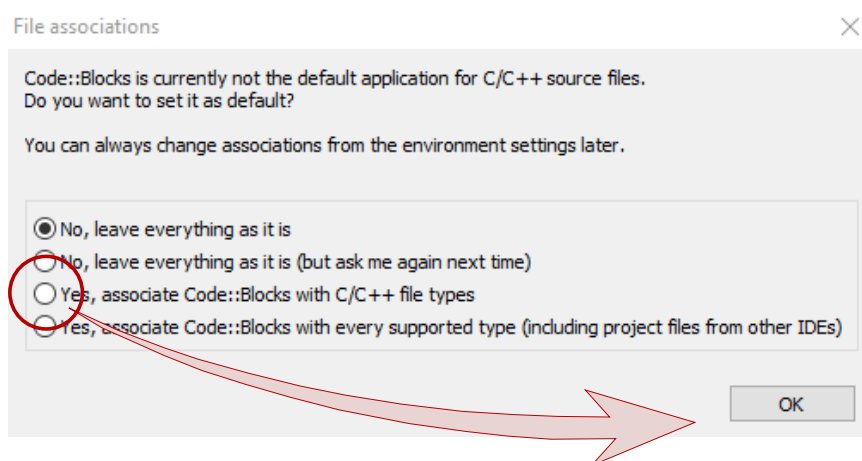 File associations
Code::Blocks is currently not the default application for C/C++ source files.
Do you want to set it as default?
You can always change associations from the environment settings later.
No, leave everything as it is
No, leave everything as it is (but ask me again next time)
Yes, associate Code::Blocks with C/C++ file types
Yes, associate Code::Blocks with every supported type (including project files from other IDEs)
OK